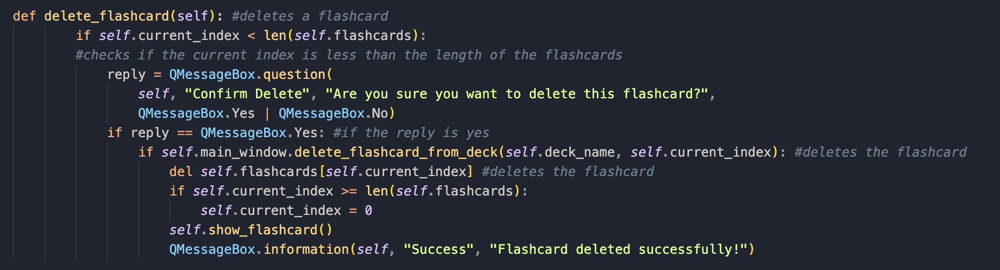 def delete_flashcard(self): #deletes a flashcard
if self.current_index < len(self.flashcards):
#checks if the current index is less than the length of the flashcards
reply = QMessageBox.question(
self, "Confirm Delete", "Are you sure you want to delete this flashcard?",
QMessageBox.Yes | QMessageBox.No)
if reply == QMessageBox.Yes: #if the reply is yes
if self.main_window.delete_flashcard_from_deck(self.deck_name, self.current_index): #deletes the flashcard
del self.flashcards[self.current_index] #deletes the flashcard
if self.current_index >= len(self.flashcards):
self.current_index = 0
self.show_flashcard()
QMessageBox.information(self, "Success", "Flashcard deleted successfully!")